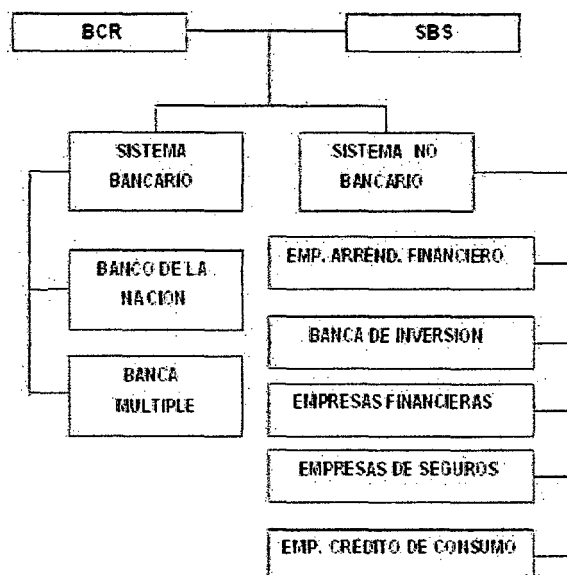 BCR
SBS
SISTEMA
BANCARIO
SISTEMA NO
BANCARIO
BANCO DE LA
NACION
BANCA
MULTIPLE
EMP. ARREND. FINANCIERO
BANCA DE INVERSION
EMPRESAS FINANCIERAS
EMPRESAS DE SEGUROS
EMP. CRÉDITO DE CONSUMO